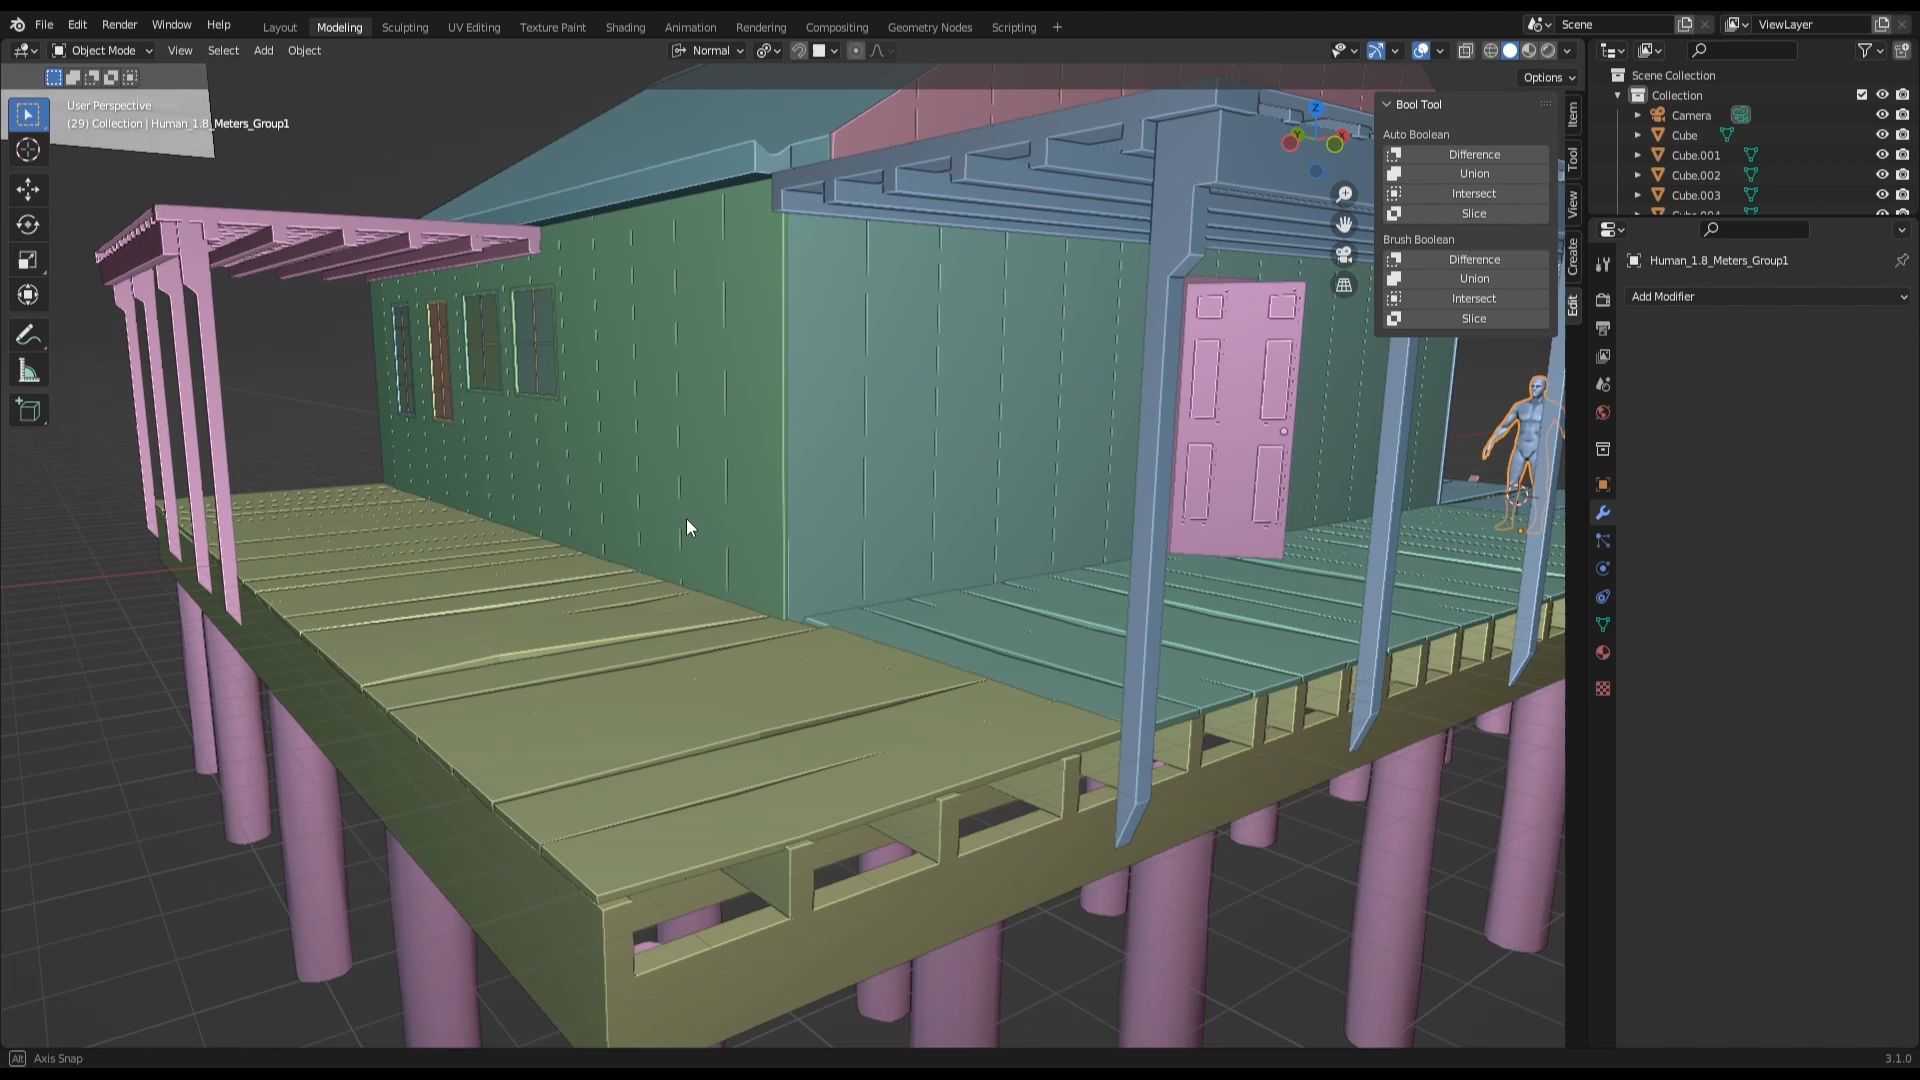 File Edit Render Window Help
Layout Modeling Sculpting UV Editing Texture Paint Shading Animation Rendering Compositing Geometry Nodes Scripting +
Scene
ViewLayer
Object Mode View Select Add Object
Normal
Options
User Perspective
(29) Collection | Human_1.8_Meters_Group1
Z
Y
X
Bool Tool
Auto Boolean
Difference
Union
Intersect
Slice
Brush Boolean
Difference
Union
Intersect
Slice
Item
Tool
View
Create
Edit
Scene Collection
Collection
Camera
Cube
Cube.001
Cube.002
Cube.003
Human_1.8_Meters_Group1
Add Modifier
Alt Axis Snap
3.1.0